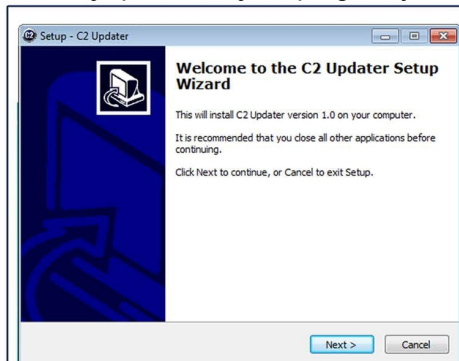 Setup - C2 Updater
Welcome to the C2 Updater Setup
Wizard
This will install C2 Updater version 1.0 on your computer.
It is recommended that you close all other applications before
continuing.
Click Next to continue, or Cancel to exit Setup.
Next >
Cancel